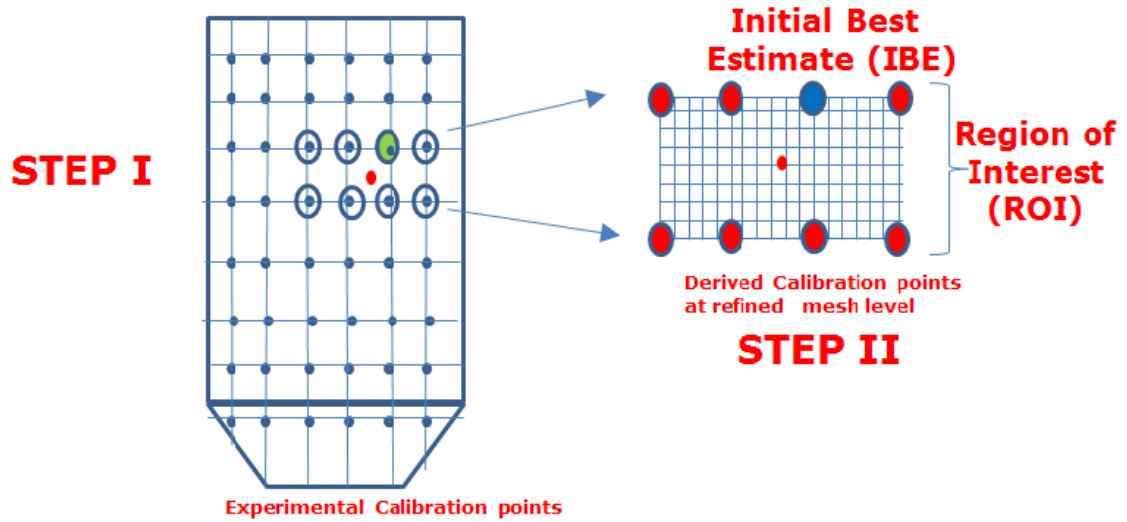 STEP I
Initial Best
Estimate (IBE)
Region of
Interest
(ROI)
Derived Calibration points
at refined mesh level
STEP II
Experimental Calibration points